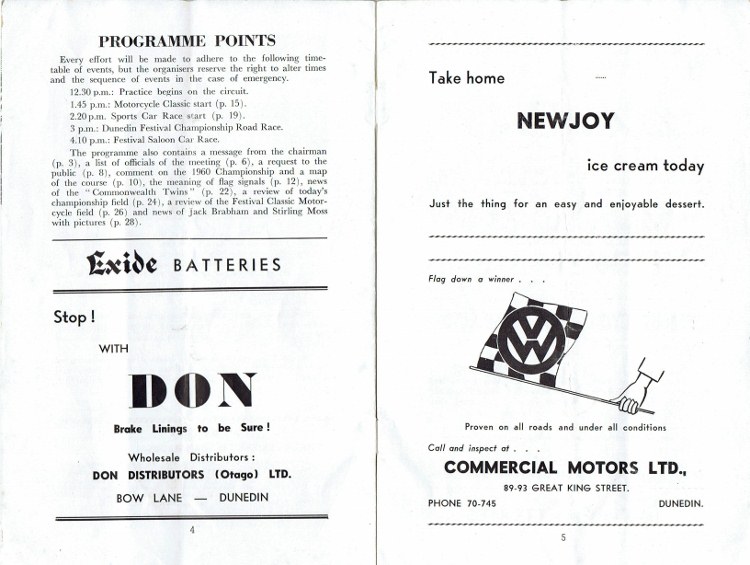 PROGRAMME POINTS
Every effort will be made to adhere to the following time-
table of events, but the organisers reserve the right to alter times
and the sequence of events in the case of emergency.
12.30 p.m.: Practice begins on the circuit.
1.45 p.m.: Motorcycle Classic start (p. 15).
2.20 p.m. Sports Car Race start (p. 19).
3 p.m.: Dunedin Festival Championship Road Race.
4.10 p.m.: Festival Saloon Car Race.
The programme also contains a message from the chairman
(p. 3), a list of officials of the meeting (p. 6), a request to the
public (p. 8), comment on the 1960 Championship and a map
of the course (p. 10), the meaning of flag signals (p. 12), news
of the "Commonwealth Twins" (p. 22), a review of today's
championship field (p. 24), a review of the Festival Classic Motor-
cycle field (p. 26) and news of jack Brabham and Stirling Moss
with pictures (p. 28).
Exide BATTERIES
Stop!
WITH
DON
Brake Linings to be Sure!
Wholesale Distributors:
DON DISTRIBUTORS (Otago) LTD.
BOW LANE — DUNEDIN
4
Take home
NEWJOY
ice cream today
Just the thing for an easy and enjoyable dessert.
Flag down a winner . . .
VW
Proven on all roads and under all conditions
Call and inspect at . . .
COMMERCIAL MOTORS LTD.,
89-93 GREAT KING STREET.
PHONE 70-745 DUNEDIN.
5